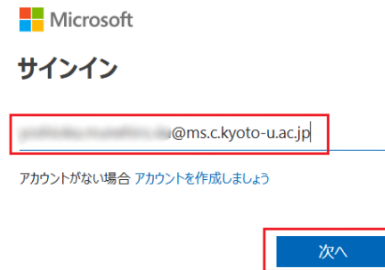 Microsoft
サインイン
@ms.c.kyoto-u.ac.jp
アカウントがない場合 アカウントを作成しましょう
次へ